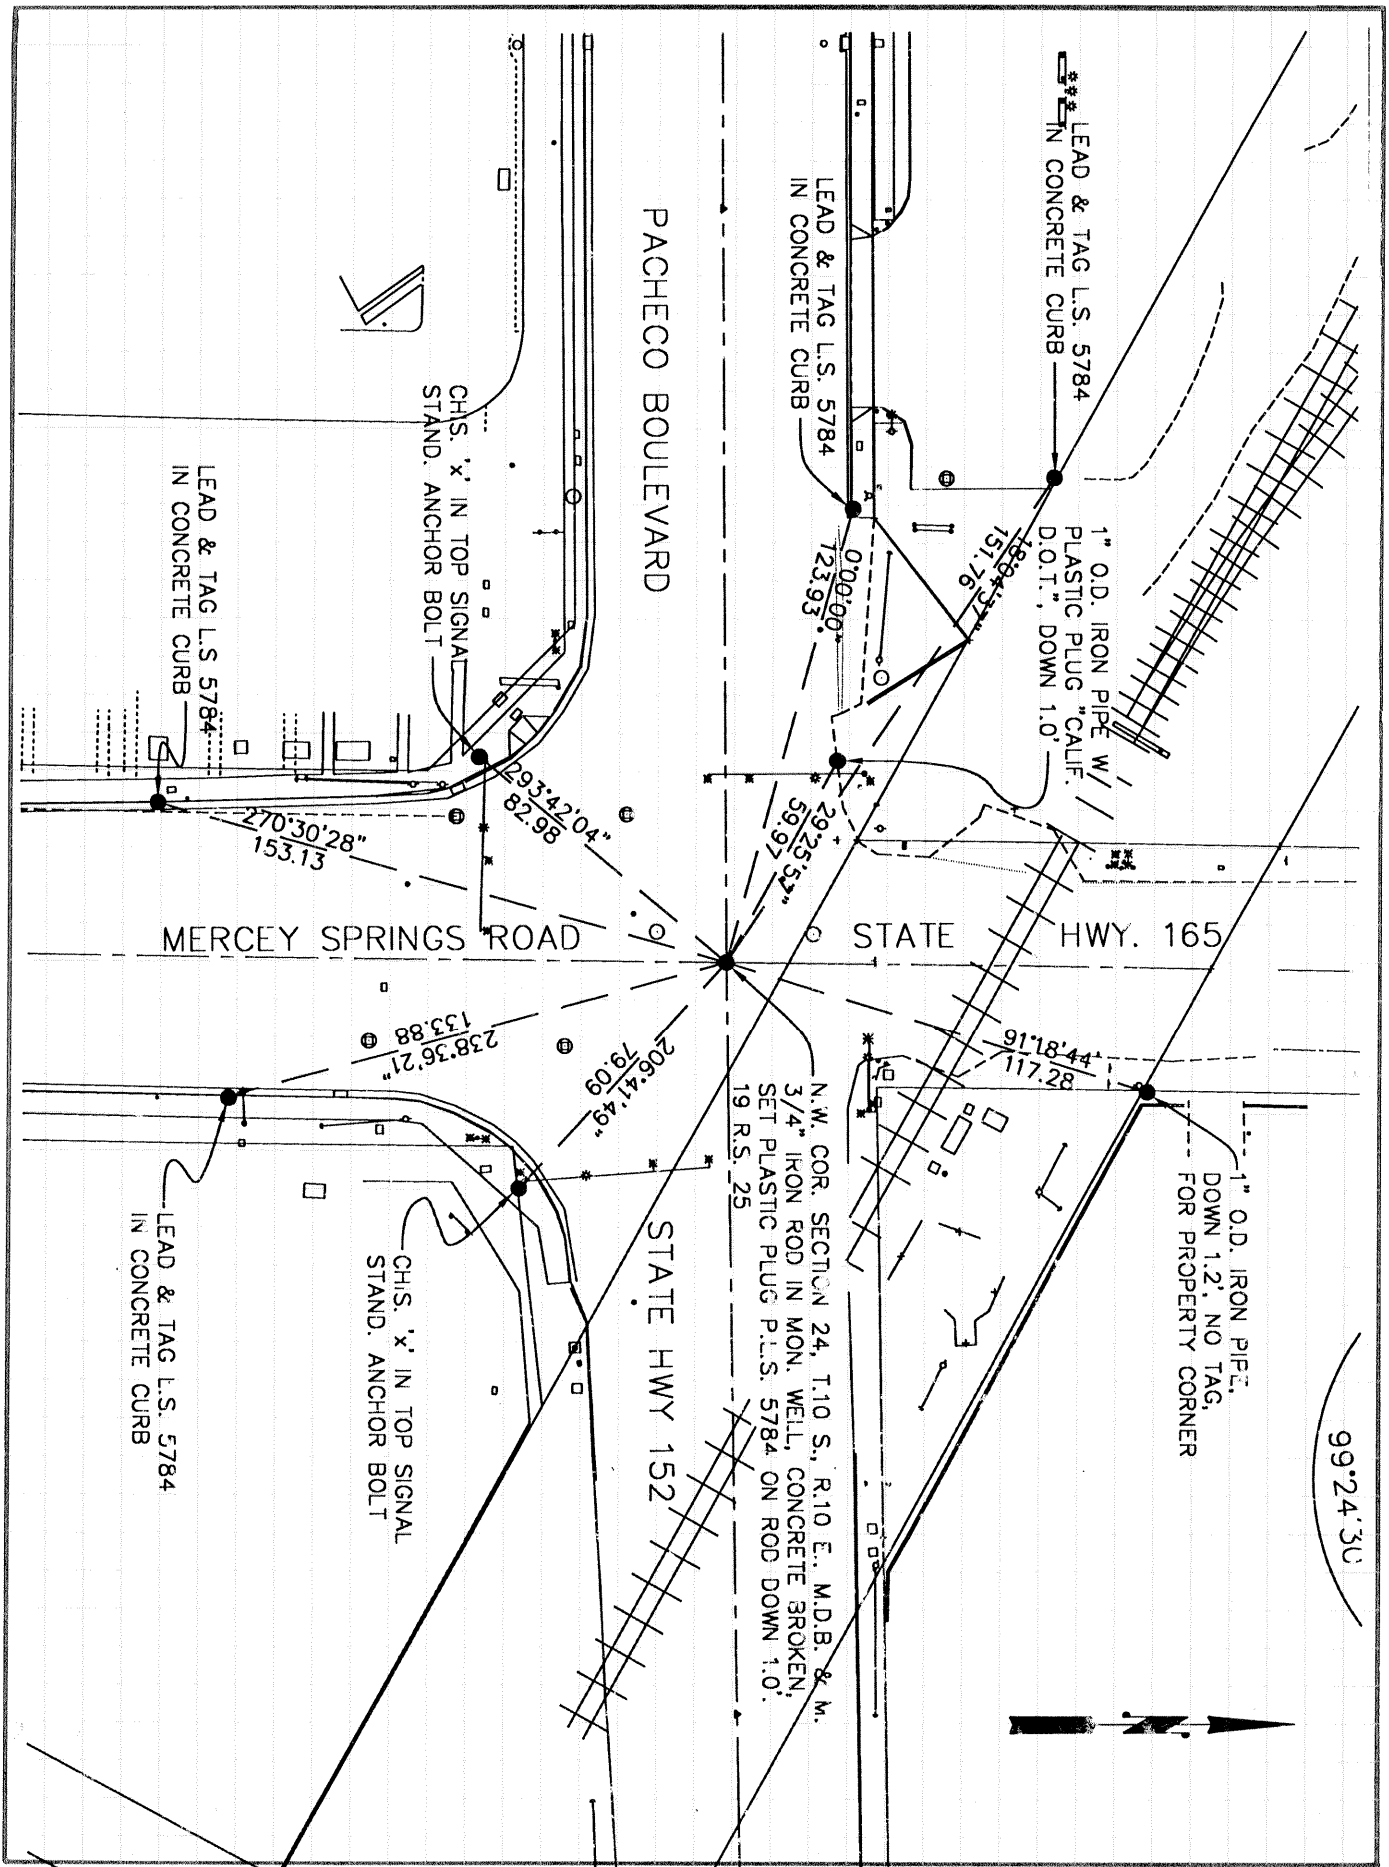 LEAD & TAG L.S. 5784
IN CONCRETE CURB
LEAD & TAG L.S. 5784
IN CONCRETE CURB
PACHECO BOULEVARD
CHIS. 'x' IN TOP SIGNAL
STAND. ANCHOR BOLT
LEAD & TAG L.S 5784
IN CONCRETE CURB
1" O.D. IRON PIPE W/
PLASTIC PLUG "CALIF.
D.O.T.", DOWN 1.0'
18°04'37"
151.76
0°00'00"
123.93
29°25'57"
59.97
293°42'04"
82.98
270°30'28"
153.13
MERCEY SPRINGS ROAD
STATE HWY. 165
238°36'21"
133.88
206°41'49"
79.09
91°18'44"
117.28
N.W. COR. SECTION 24, T.10 S., R.10 E., M.D.B. & M.
3/4" IRON ROD IN MON. WELL, CONCRETE BROKEN,
SET PLASTIC PLUG P.L.S. 5784 ON ROD DOWN 1.0'.
19 R.S. 25
1" O.D. IRON PIPE,
DOWN 1.2', NO TAG,
FOR PROPERTY CORNER
STATE HWY 152
CHIS. 'x' IN TOP SIGNAL
STAND. ANCHOR BOLT
LEAD & TAG L.S. 5784
IN CONCRETE CURB
99°24'30